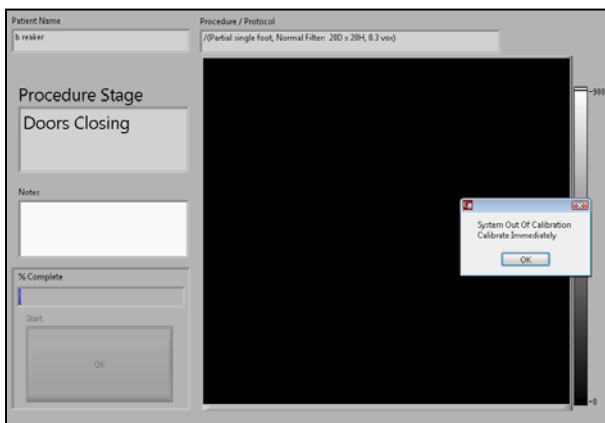 Patient Name
b reaker
Procedure / Protocol
/(Partial single foot, Normal Filter: 20D x 20H, 0.3 vox)
Procedure Stage
Doors Closing
Notes
% Complete
Start
OK
-900
System Out Of Calibration
Calibrate Immediately
OK
-0